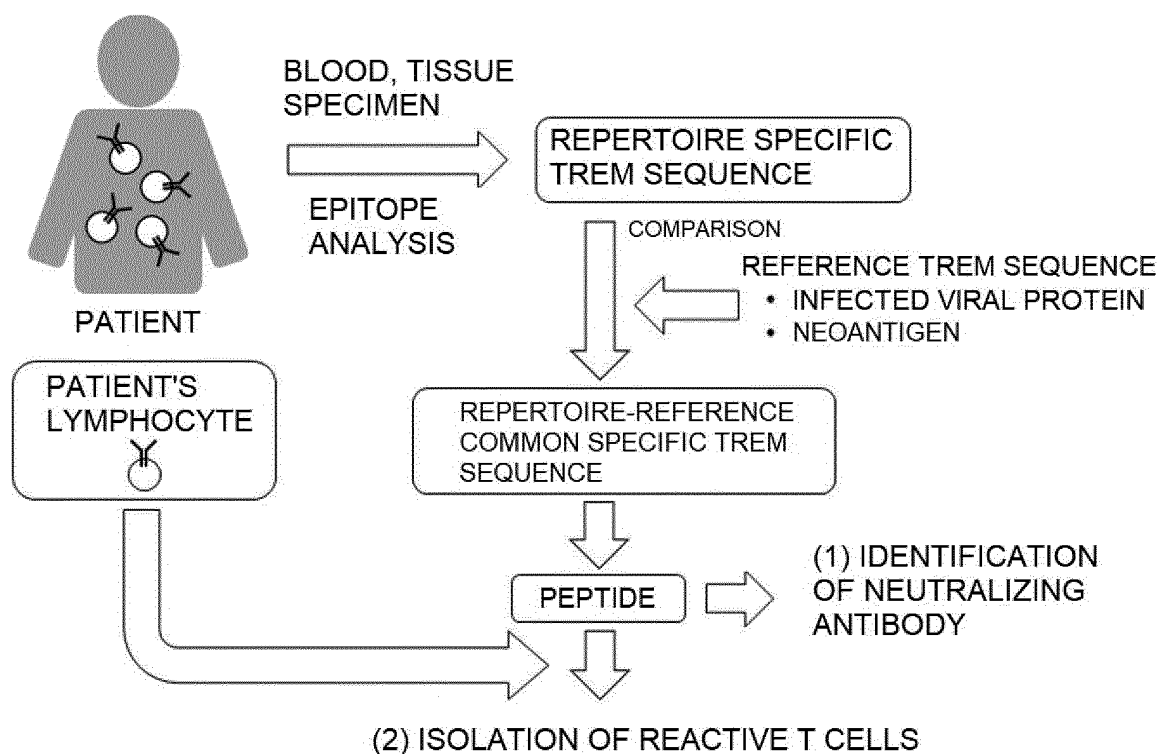 BLOOD, TISSUE
SPECIMEN
EPITOPE
ANALYSIS
REPERTOIRE SPECIFIC
TREM SEQUENCE
COMPARISON
REFERENCE TREM SEQUENCE
• INFECTED VIRAL PROTEIN
• NEOANTIGEN
PATIENT
PATIENT'S
LYMPHOCYTE
REPERTOIRE-REFERENCE
COMMON SPECIFIC TREM
SEQUENCE
PEPTIDE
(1) IDENTIFICATION
OF NEUTRALIZING
ANTIBODY
(2) ISOLATION OF REACTIVE T CELLS